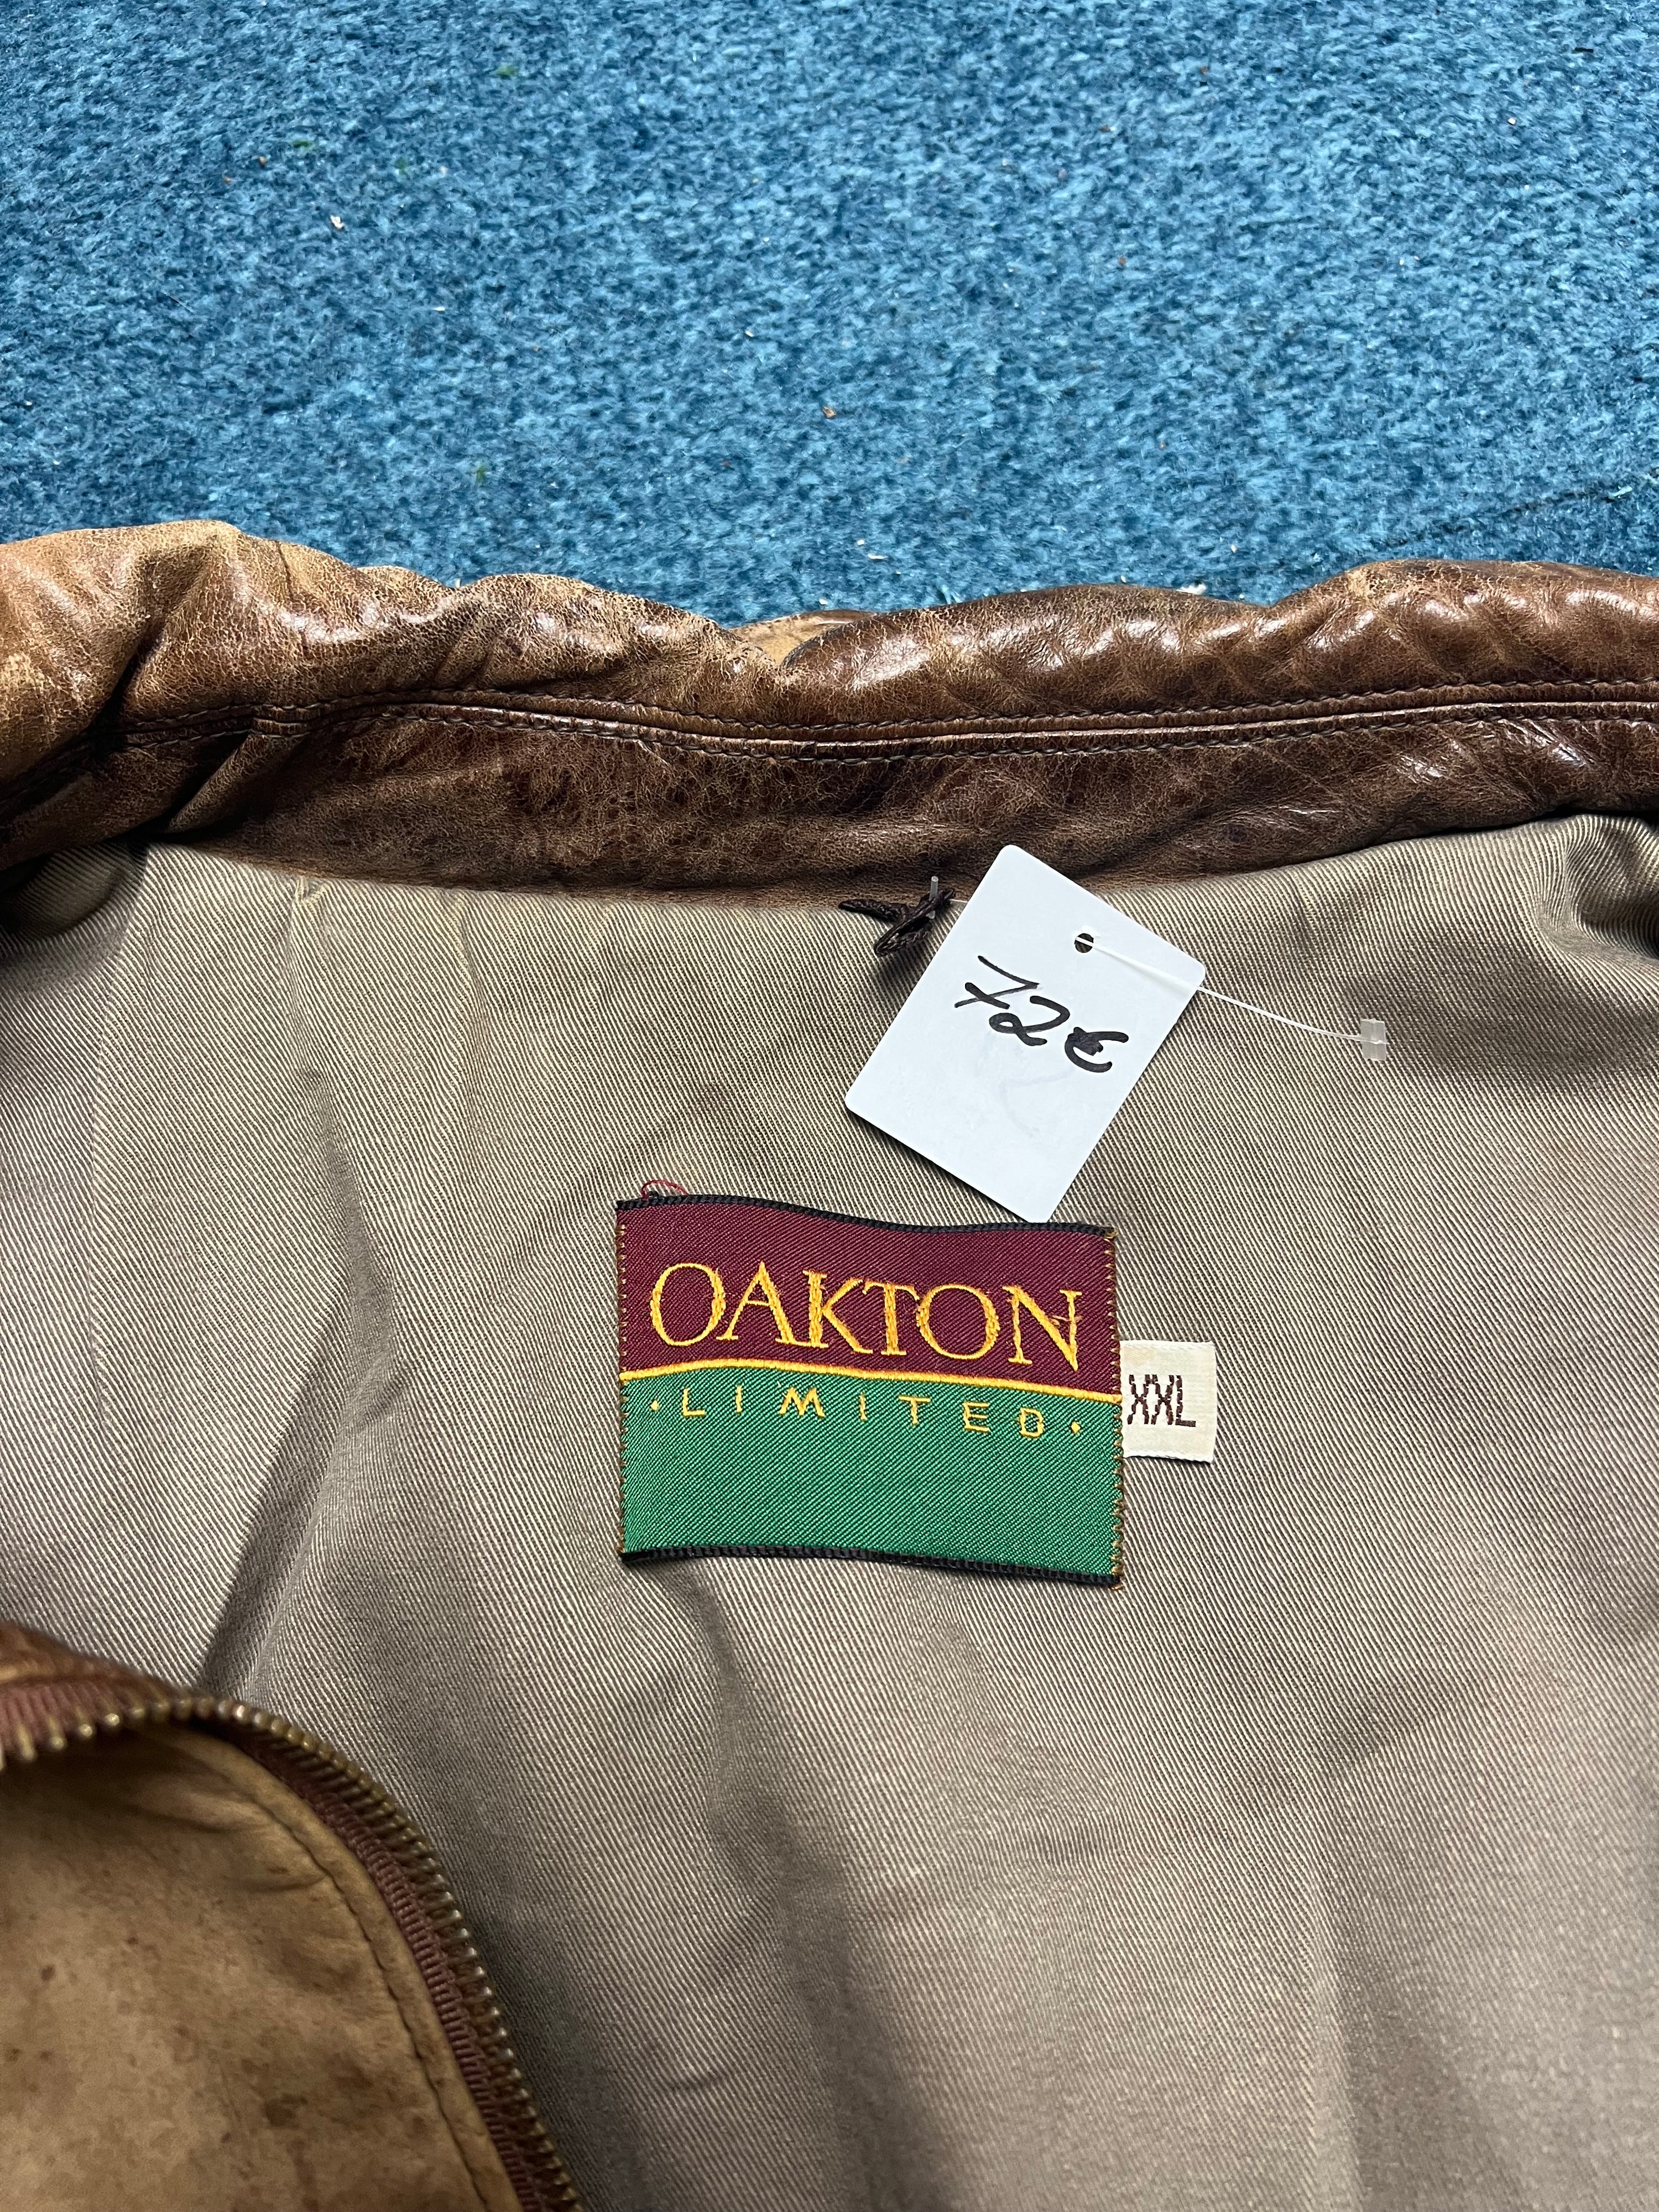 72€
OAKTON
·LIMITED·
XXL